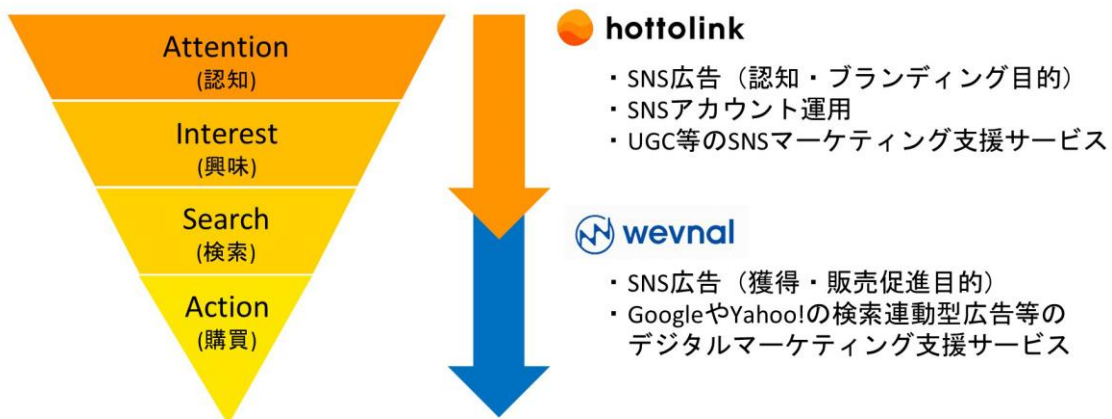 Attention
(認知)
Interest
(興味)
Search
(検索)
Action
(購買)
hottolink
・SNS広告（認知・ブランディング目的）
・SNSアカウント運用
・UGC等のSNSマーケティング支援サービス
wevnal
・SNS広告（獲得・販売促進目的）
・GoogleやYahoo!の検索連動型広告等の
デジタルマーケティング支援サービス